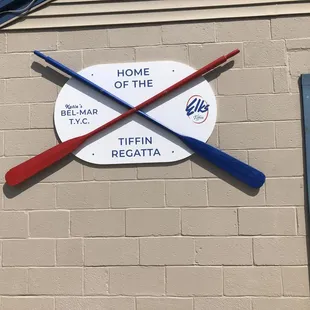 HOME
OF THE
Katie's
BEL-MAR
T.Y.C.
Elks
TIFFIN
REGATTA